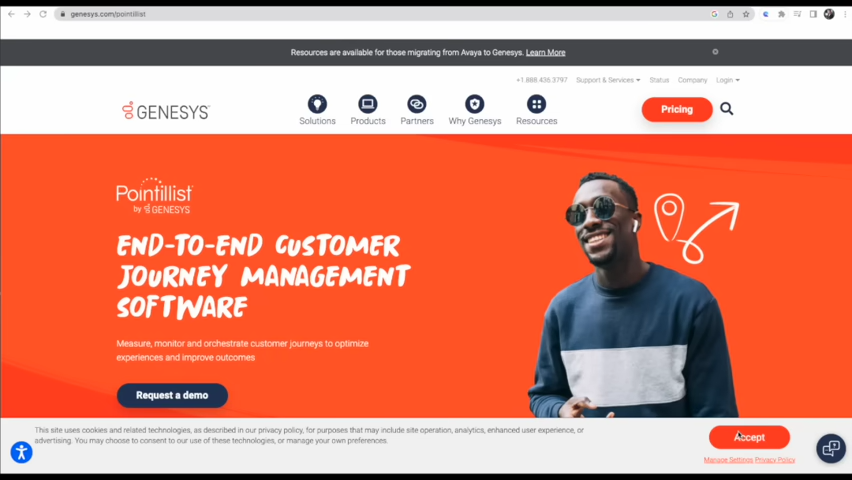 genesys.com/pointillist
Resources are available for those migrating from Avaya to Genesys. Learn More
+1.888.436.3797 Support & Services Status Company Login
GENESYS
Solutions Products Partners Why Genesys Resources
Pricing
Pointillist
by GENESYS
END-TO-END CUSTOMER
JOURNEY MANAGEMENT
SOFTWARE
Measure, monitor and orchestrate customer journeys to optimize
experiences and improve outcomes
Request a demo
This site uses cookies and related technologies, as described in our privacy policy, for purposes that may include site operation, analytics, enhanced user experience, or
advertising. You may choose to consent to our use of these technologies, or manage your own preferences.
Accept
Manage Settings Privacy Policy